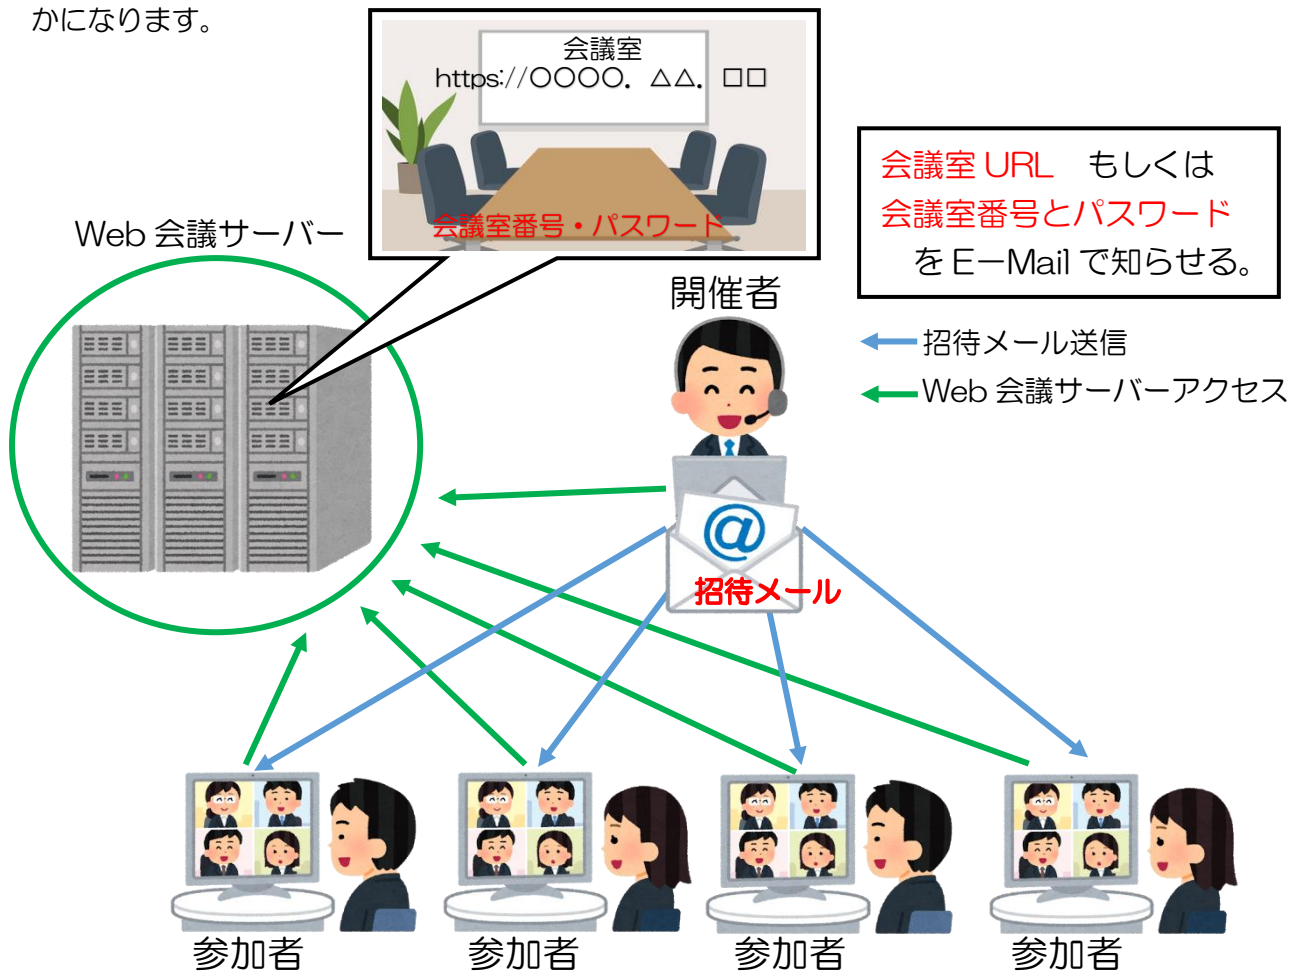 かになります。
会議室
https://〇〇〇〇．△△．□□
会議室番号・パスワード
会議室 URL　もしくは
会議室番号とパスワード
を E－Mail で知らせる。
Web 会議サーバー
開催者
招待メール送信
Web 会議サーバーアクセス
@
招待メール
参加者
参加者
参加者
参加者